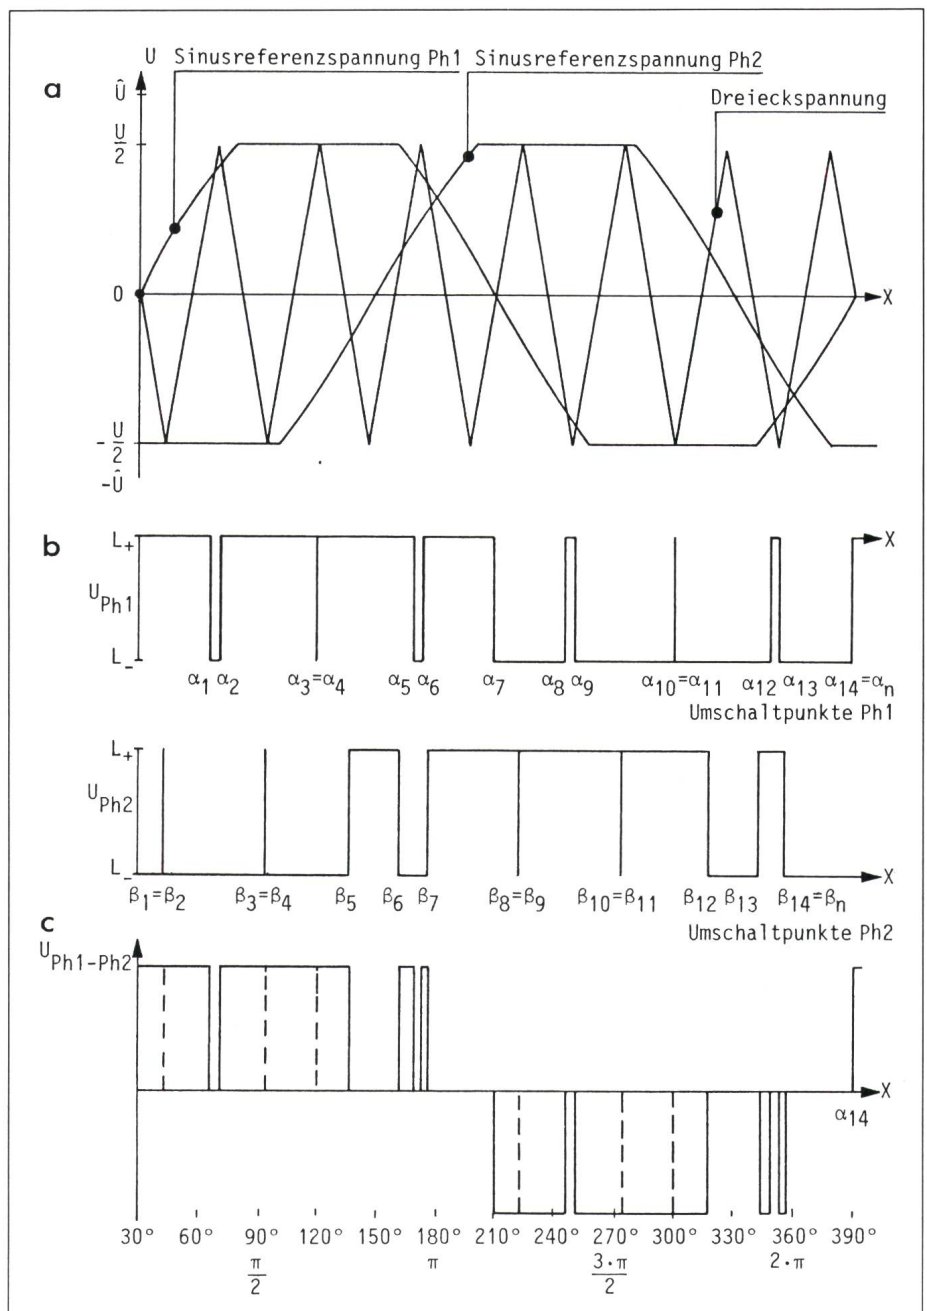 U Sinusreferenzspannung Ph1 Sinusreferenzspannung Ph2
a
Û
Dreieckspannung
U/2
0 X
-U/2
-Û
b
L+ X
UPh1
L-
α1 α2 α3=α4 α5 α6 α7 α8 α9 α10=α11 α12 α13 α14=αn
Umschaltpunkte Ph1
L+
UPh2
L- X
β1=β2 β3=β4 β5 β6 β7 β8=β9 β10=β11 β12 β13 β14=βn
Umschaltpunkte Ph2
c
UPh1-Ph2
X
α14
30° 60° 90° 120° 150° 180° 210° 240° 270° 300° 330° 360° 390°
π/2 π 3·π/2 2·π